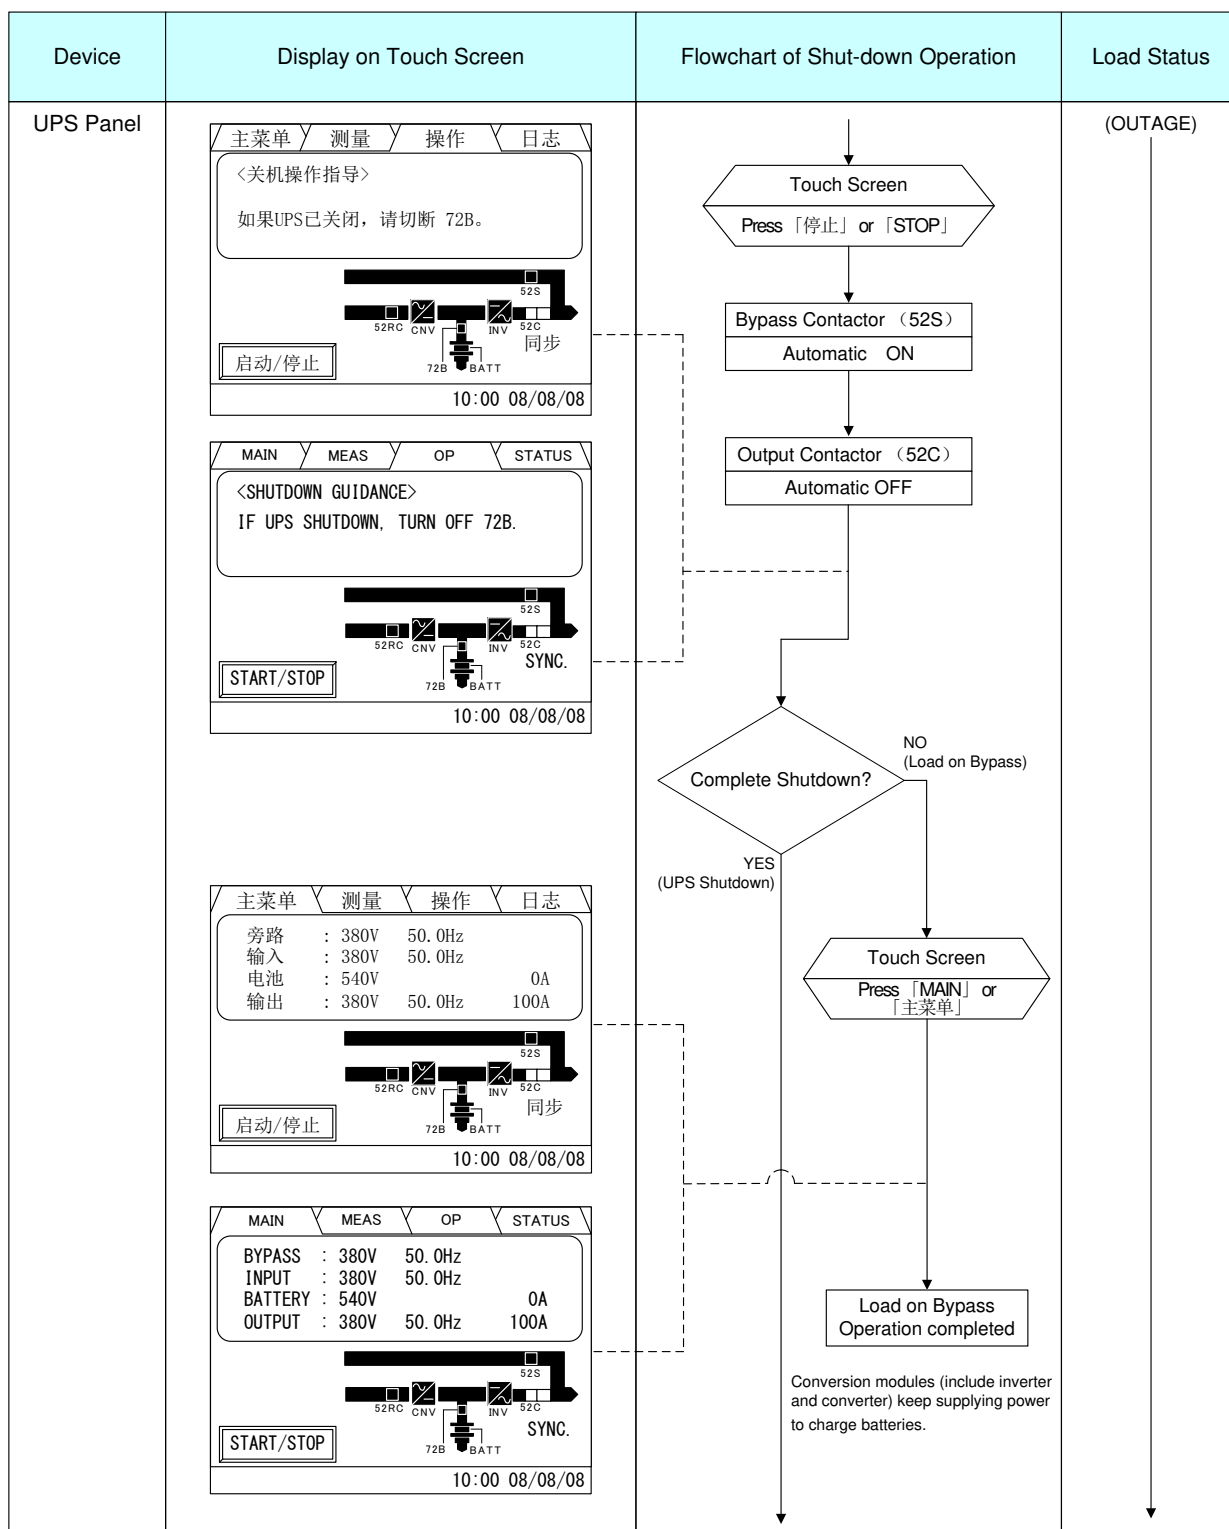 Device
Display on Touch Screen
Flowchart of Shut-down Operation
Load Status
UPS Panel
主菜单 测量 操作 日志
<关机操作指导>
如果UPS已关闭，请切断 72B。
52S
52RC CNV INV 52C
同步
72B BATT
启动/停止
10:00 08/08/08
MAIN MEAS OP STATUS
<SHUTDOWN GUIDANCE>
IF UPS SHUTDOWN, TURN OFF 72B.
52S
52RC CNV INV 52C
SYNC.
72B BATT
START/STOP
10:00 08/08/08
主菜单 测量 操作 日志
旁路 : 380V 50.0Hz
输入 : 380V 50.0Hz
电池 : 540V 0A
输出 : 380V 50.0Hz 100A
52S
52RC CNV INV 52C
同步
72B BATT
启动/停止
10:00 08/08/08
MAIN MEAS OP STATUS
BYPASS : 380V 50.0Hz
INPUT : 380V 50.0Hz
BATTERY : 540V 0A
OUTPUT : 380V 50.0Hz 100A
52S
52RC CNV INV 52C
SYNC.
72B BATT
START/STOP
10:00 08/08/08
Touch Screen
Press「停止」or「STOP」
Bypass Contactor（52S）
Automatic ON
Output Contactor（52C）
Automatic OFF
Complete Shutdown?
NO
(Load on Bypass)
YES
(UPS Shutdown)
Touch Screen
Press「MAIN」or
「主菜单」
Load on Bypass
Operation completed
Conversion modules (include inverter
and converter) keep supplying power
to charge batteries.
(OUTAGE)